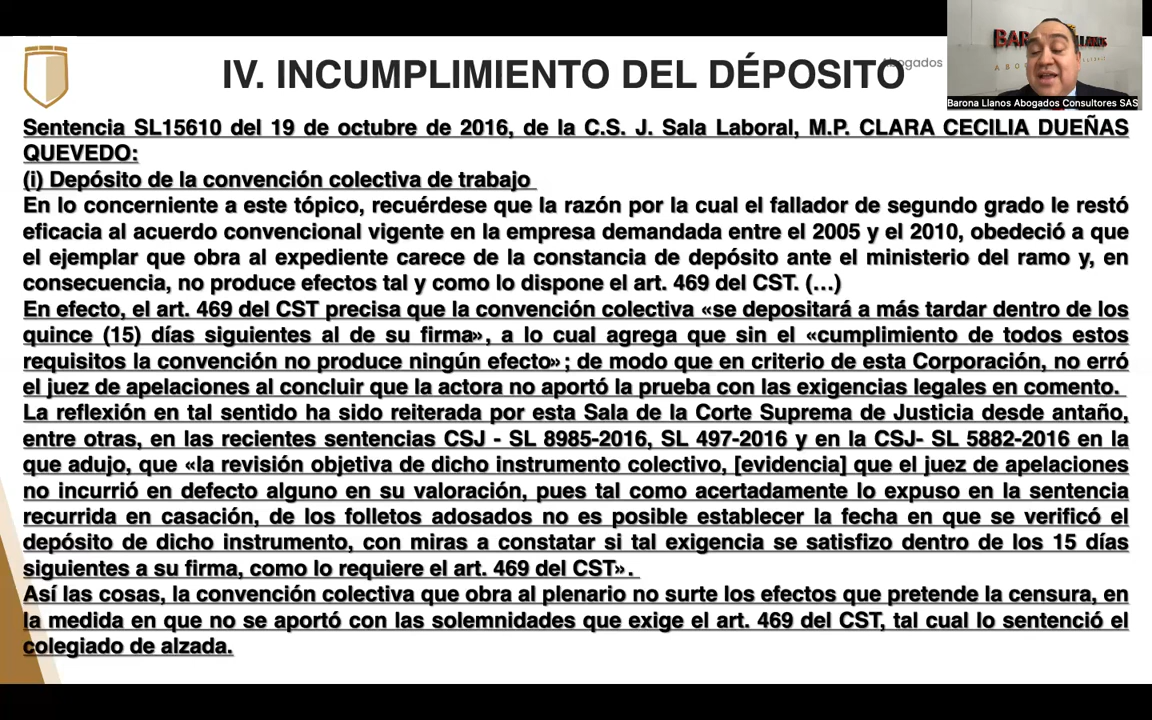 IV. INCUMPLIMIENTO DEL DÉPOSITO
Abogados
BARONA LLANOS
Barona Llanos Abogados Consultores SAS
Sentencia SL15610 del 19 de octubre de 2016, de la C.S. J. Sala Laboral, M.P. CLARA CECILIA DUEÑAS
QUEVEDO:
(i) Depósito de la convención colectiva de trabajo
En lo concerniente a este tópico, recuérdese que la razón por la cual el fallador de segundo grado le restó
eficacia al acuerdo convencional vigente en la empresa demandada entre el 2005 y el 2010, obedeció a que
el ejemplar que obra al expediente carece de la constancia de depósito ante el ministerio del ramo y, en
consecuencia, no produce efectos tal y como lo dispone el art. 469 del CST. (…)
En efecto, el art. 469 del CST precisa que la convención colectiva «se depositará a más tardar dentro de los
quince (15) días siguientes al de su firma», a lo cual agrega que sin el «cumplimiento de todos estos
requisitos la convención no produce ningún efecto»; de modo que en criterio de esta Corporación, no erró
el juez de apelaciones al concluir que la actora no aportó la prueba con las exigencias legales en comento.
La reflexión en tal sentido ha sido reiterada por esta Sala de la Corte Suprema de Justicia desde antaño,
entre otras, en las recientes sentencias CSJ - SL 8985-2016, SL 497-2016 y en la CSJ- SL 5882-2016 en la
que adujo, que «la revisión objetiva de dicho instrumento colectivo, [evidencia] que el juez de apelaciones
no incurrió en defecto alguno en su valoración, pues tal como acertadamente lo expuso en la sentencia
recurrida en casación, de los folletos adosados no es posible establecer la fecha en que se verificó el
depósito de dicho instrumento, con miras a constatar si tal exigencia se satisfizo dentro de los 15 días
siguientes a su firma, como lo requiere el art. 469 del CST».
Así las cosas, la convención colectiva que obra al plenario no surte los efectos que pretende la censura, en
la medida en que no se aportó con las solemnidades que exige el art. 469 del CST, tal cual lo sentenció el
colegiado de alzada.